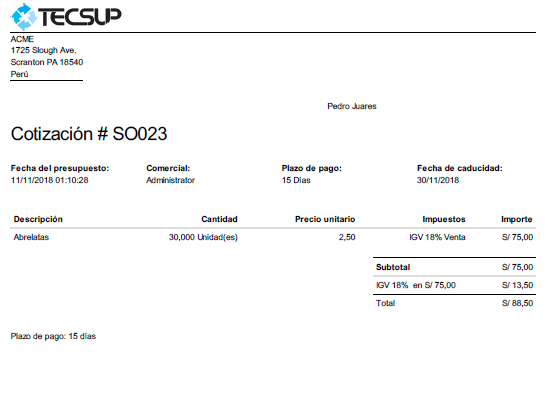 TECSUP
ACME
1725 Slough Ave.
Scranton PA 18540
Perú
Pedro Juares
Cotización # SO023
Fecha del presupuesto: Comercial: Plazo de pago: Fecha de caducidad:
11/11/2018 01:10:28 Administrator 15 Días 30/11/2018
Descripción Cantidad Precio unitario Impuestos Importe
Abrelatas 30,000 Unidad(es) 2,50 IGV 18% Venta S/ 75,00
Subtotal S/ 75,00
IGV 18% en S/ 75,00 S/ 13,50
Total S/ 88,50
Plazo de pago: 15 días